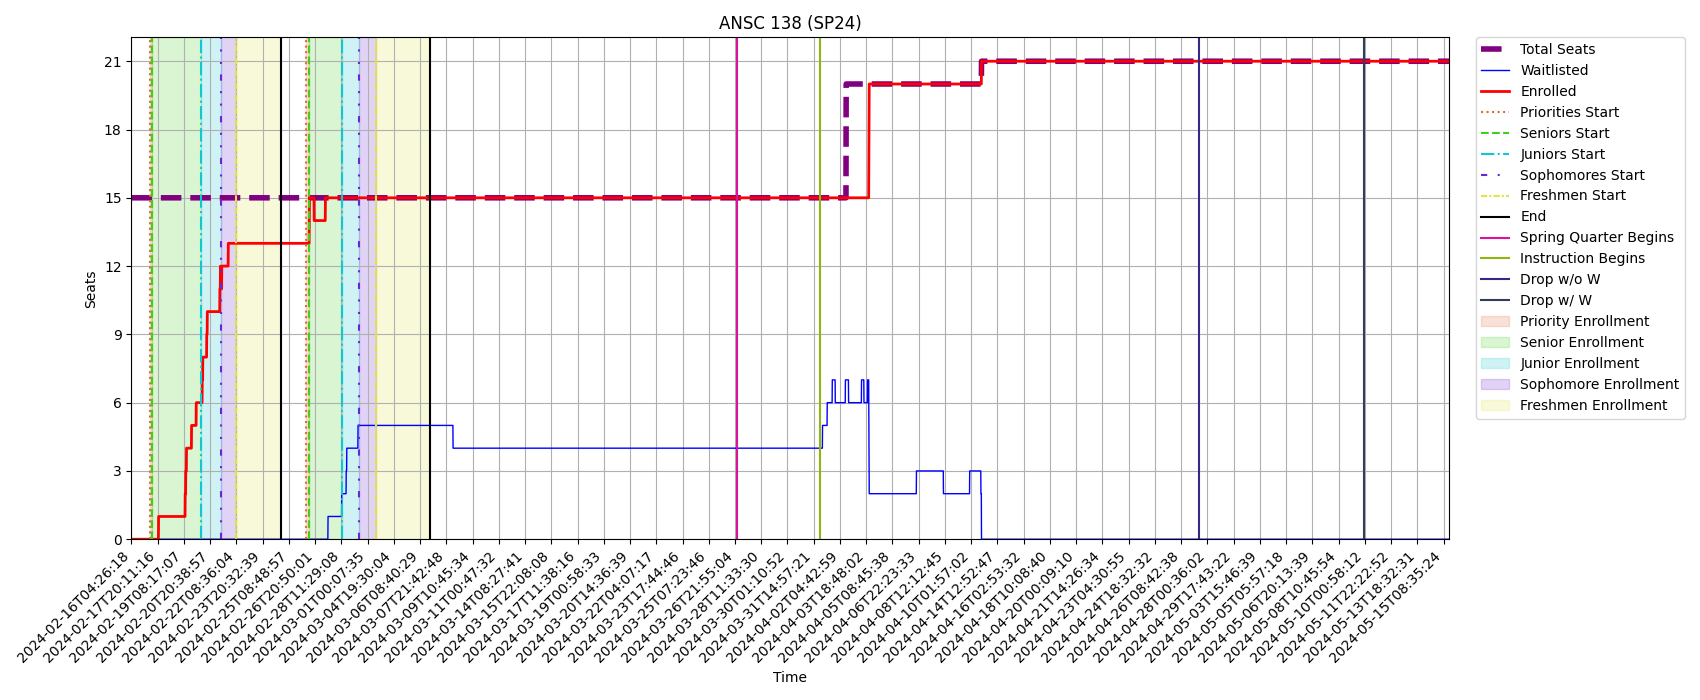 ANSC 138 (SP24)
21
18
15
12
9
6
3
0
Seats
2024-02-16T04:26:18
2024-02-17T20:11:16
2024-02-19T08:17:07
2024-02-20T20:38:57
2024-02-22T08:36:04
2024-02-23T20:32:39
2024-02-25T08:48:57
2024-02-26T20:50:01
2024-02-28T11:29:08
2024-03-01T00:07:35
2024-03-04T19:30:04
2024-03-06T08:40:29
2024-03-07T21:42:48
2024-03-09T10:45:34
2024-03-11T00:47:32
2024-03-14T08:27:41
2024-03-15T22:08:08
2024-03-17T11:38:16
2024-03-19T00:58:33
2024-03-20T14:36:39
2024-03-22T04:07:17
2024-03-23T17:44:46
2024-03-25T07:23:46
2024-03-26T21:55:04
2024-03-28T11:33:30
2024-03-30T01:10:52
2024-03-31T14:57:21
2024-04-02T04:42:59
2024-04-03T18:48:02
2024-04-05T08:45:38
2024-04-06T22:23:33
2024-04-08T12:12:45
2024-04-10T01:57:02
2024-04-14T12:52:47
2024-04-16T02:53:32
2024-04-18T10:08:40
2024-04-20T00:09:16
2024-04-21T14:26:34
2024-04-23T04:30:55
2024-04-24T18:32:32
2024-04-26T08:42:38
2024-04-28T00:36:02
2024-04-29T17:43:22
2024-05-03T15:46:39
2024-05-05T05:57:18
2024-05-06T20:13:39
2024-05-08T10:45:54
2024-05-10T00:58:12
2024-05-11T22:22:52
2024-05-13T18:32:31
2024-05-15T08:35:24
Time
Total Seats
Waitlisted
Enrolled
Priorities Start
Seniors Start
Juniors Start
Sophomores Start
Freshmen Start
End
Spring Quarter Begins
Instruction Begins
Drop w/o W
Drop w/ W
Priority Enrollment
Senior Enrollment
Junior Enrollment
Sophomore Enrollment
Freshmen Enrollment